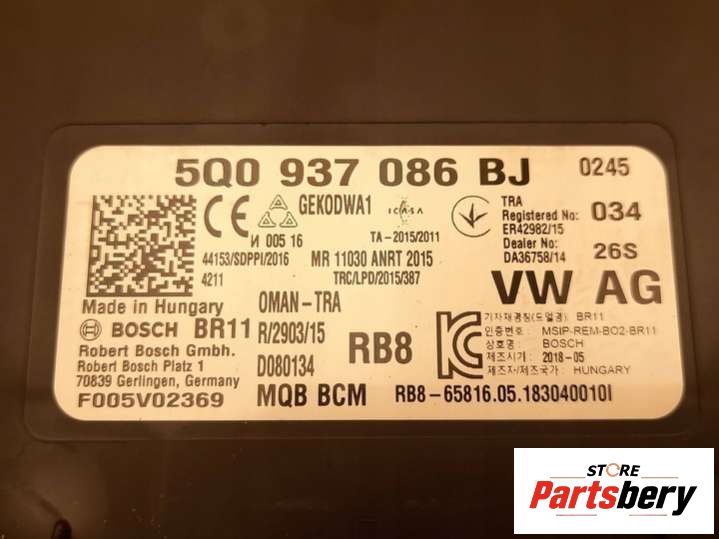 5Q0 937 086 BJ 0245
GEKODWA1
ICASA
И 005 16
TA-2015/2011
44153/SDPPI/2016
4211
MR 11030 ANRT 2015
TRC/LPD/2015/387
TRA
Registered No: 034
ER42982/15
Dealer No: 26S
DA36758/14
VW AG
Made in Hungary
BOSCH BR11
Robert Bosch Gmbh.
Robert Bosch Platz 1
70839 Gerlingen, Germany
F005V02369
OMAN-TRA
R/2903/15
D080134
MQB BCM
RB8
기자재명칭(모델명): BR11
인증번호: MSIP-REM-BO2-BR11
상호명: BOSCH
제조시기: 2018-05
제조자/제조국가: HUNGARY
RB8-65816.05.183040010I
STORE
Partsbery